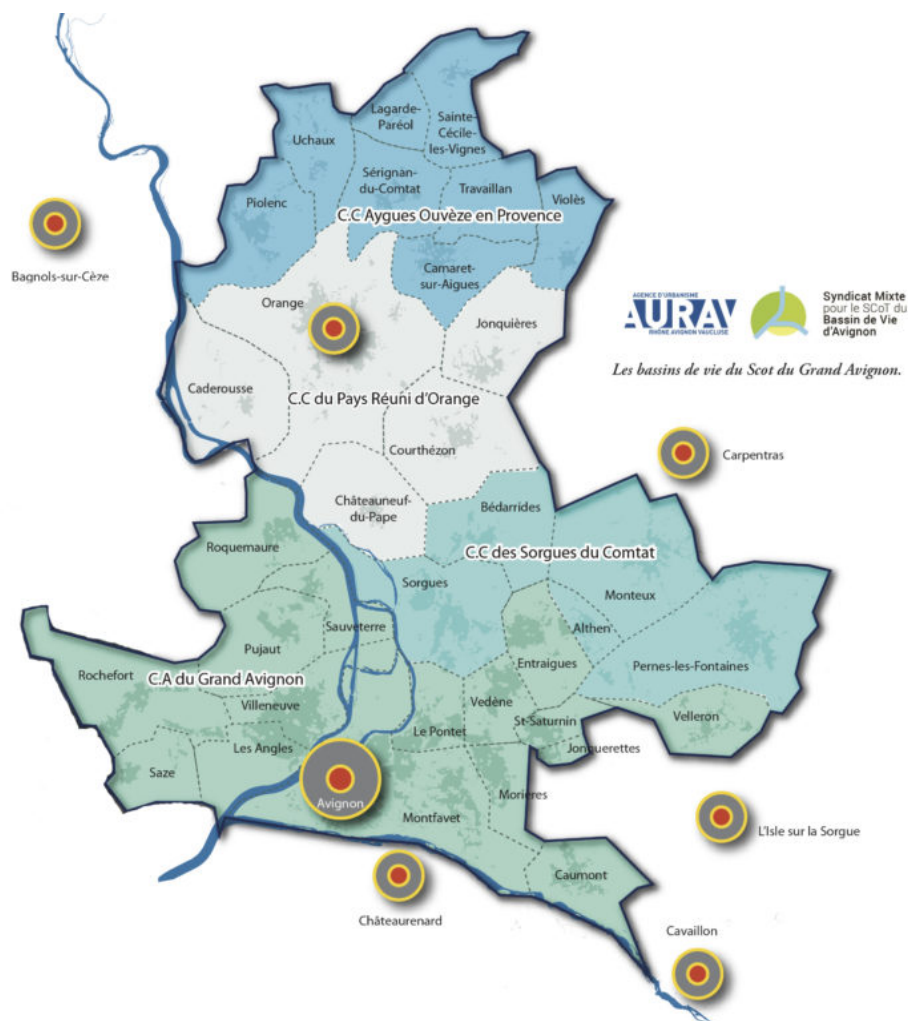 Lagarde-
Paréol
Sainte-
Cécile-
les-Vignes
Uchaux
Sérignan-
du-Comtat
Travaillan
Violès
Piolenc
C.C Aygues Ouvèze en Provence
Bagnols-sur-Cèze
Camaret-
sur-Aigues
Orange
Jonquières
AGENCE D'URBANISME
AURAV
RHÔNE AVIGNON VAUCLUSE
Syndicat Mixte
pour le SCoT du
Bassin de Vie
d'Avignon
Les bassins de vie du Scot du Grand Avignon.
Caderousse
C.C du Pays Réuni d'Orange
Courthézon
Carpentras
Châteauneuf-
du-Pape
Bédarrides
Roquemaure
C.C des Sorgues du Comtat
Sorgues
Monteux
Sauveterre
Althen
Pujaut
Entraigues
Pernes-les-Fontaines
Rochefort
C.A du Grand Avignon
Villeneuve
Vedène
Velleron
St-Saturnin
Le Pontet
Les Angles
Jonquerettes
Saze
Avignon
Morières
Montfavet
L'Isle sur la Sorgue
Caumont
Châteaurenard
Cavaillon